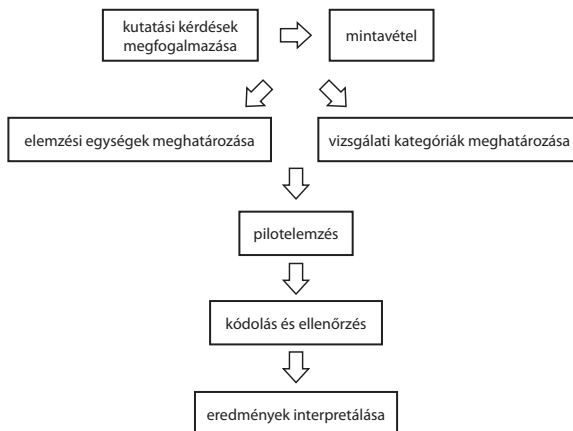 kutatási kérdések
megfogalmazása
mintavétel
elemzési egységek meghatározása
vizsgálati kategóriák meghatározása
pilotelemzés
kódolás és ellenőrzés
eredmények interpretálása